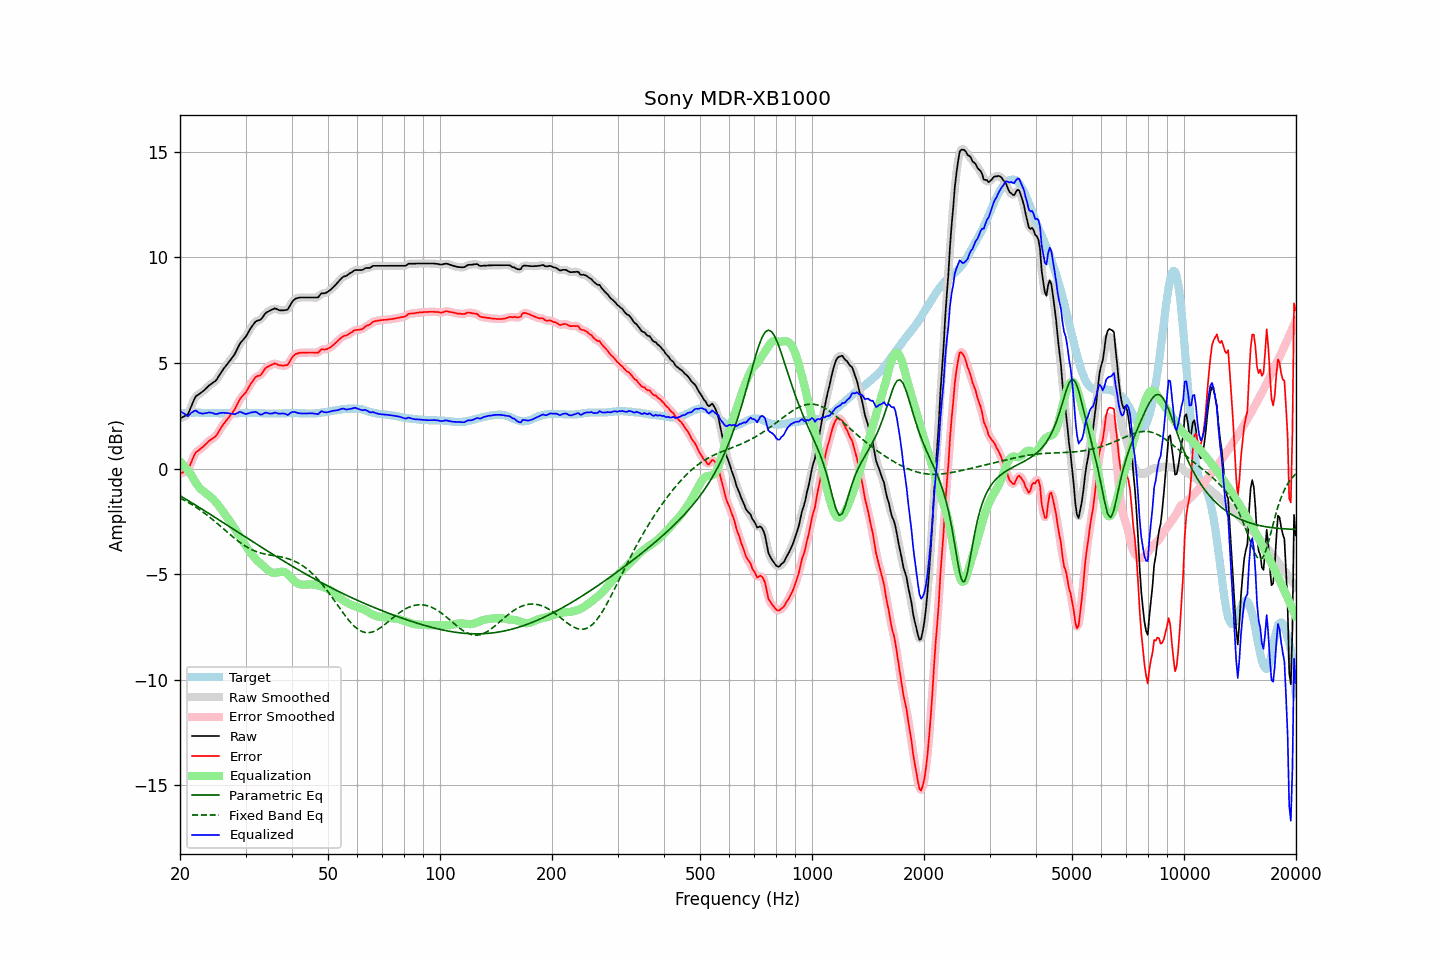 Sony MDR-XB1000
Amplitude (dBr)
15
10
5
0
−5
−10
−15
Target
Raw Smoothed
Error Smoothed
Raw
Error
Equalization
Parametric Eq
Fixed Band Eq
Equalized
20 50 100 200 500 1000 2000 5000 10000 20000
Frequency (Hz)